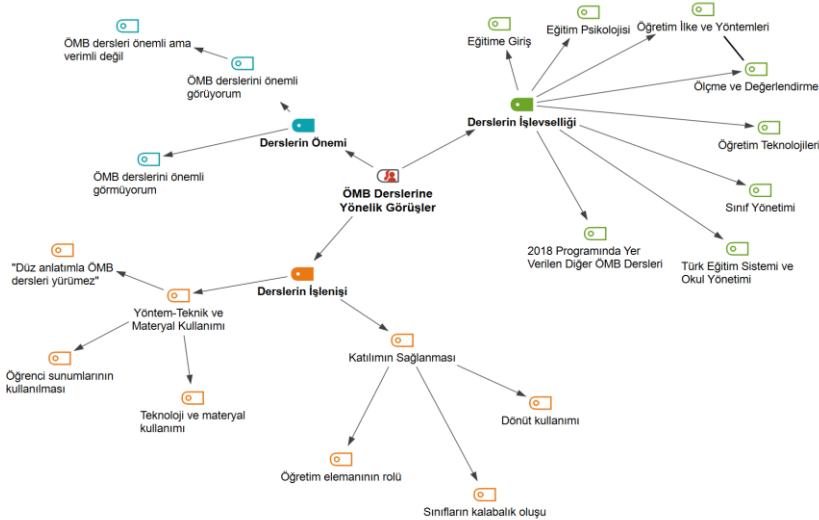 ÖMB dersleri önemli ama
verimli değil
ÖMB derslerini önemli
görüyorum
Derslerin Önemi
ÖMB derslerini önemli
görmüyorum
Eğitime Giriş
Eğitim Psikolojisi
Öğretim İlke ve Yöntemleri
Ölçme ve Değerlendirme
Derslerin İşlevselliği
Öğretim Teknolojileri
Sınıf Yönetimi
Türk Eğitim Sistemi ve
Okul Yönetimi
2018 Programında Yer
Verilen Diğer ÖMB Dersleri
ÖMB Derslerine
Yönelik Görüşler
Derslerin İşlenişi
"Düz anlatımla ÖMB
dersleri yürümez"
Yöntem-Teknik ve
Materyal Kullanımı
Öğrenci sunumlarının
kullanılması
Teknoloji ve materyal
kullanımı
Katılımın Sağlanması
Dönüt kullanımı
Öğretim elemanının rolü
Sınıfların kalabalık oluşu